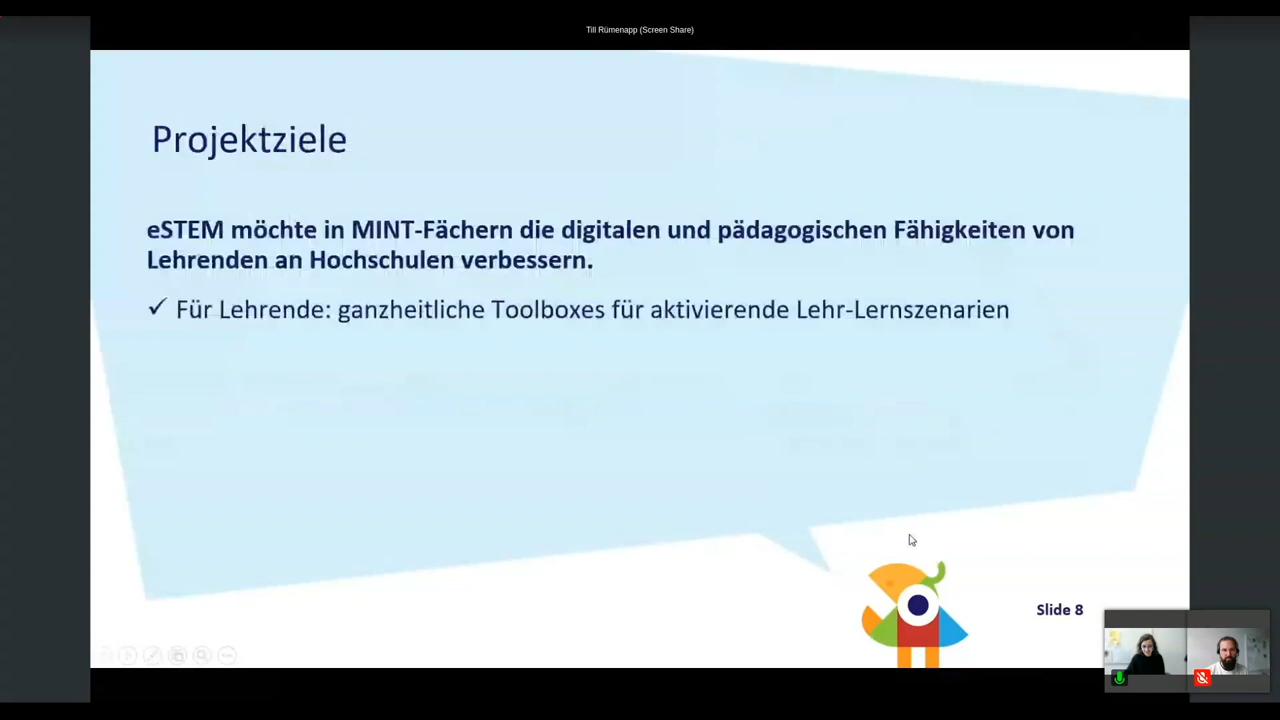 Till Rümenapp (Screen Share)
Projektziele
eSTEM möchte in MINT-Fächern die digitalen und pädagogischen Fähigkeiten von
Lehrenden an Hochschulen verbessern.
✓ Für Lehrende: ganzheitliche Toolboxes für aktivierende Lehr-Lernszenarien
Slide 8